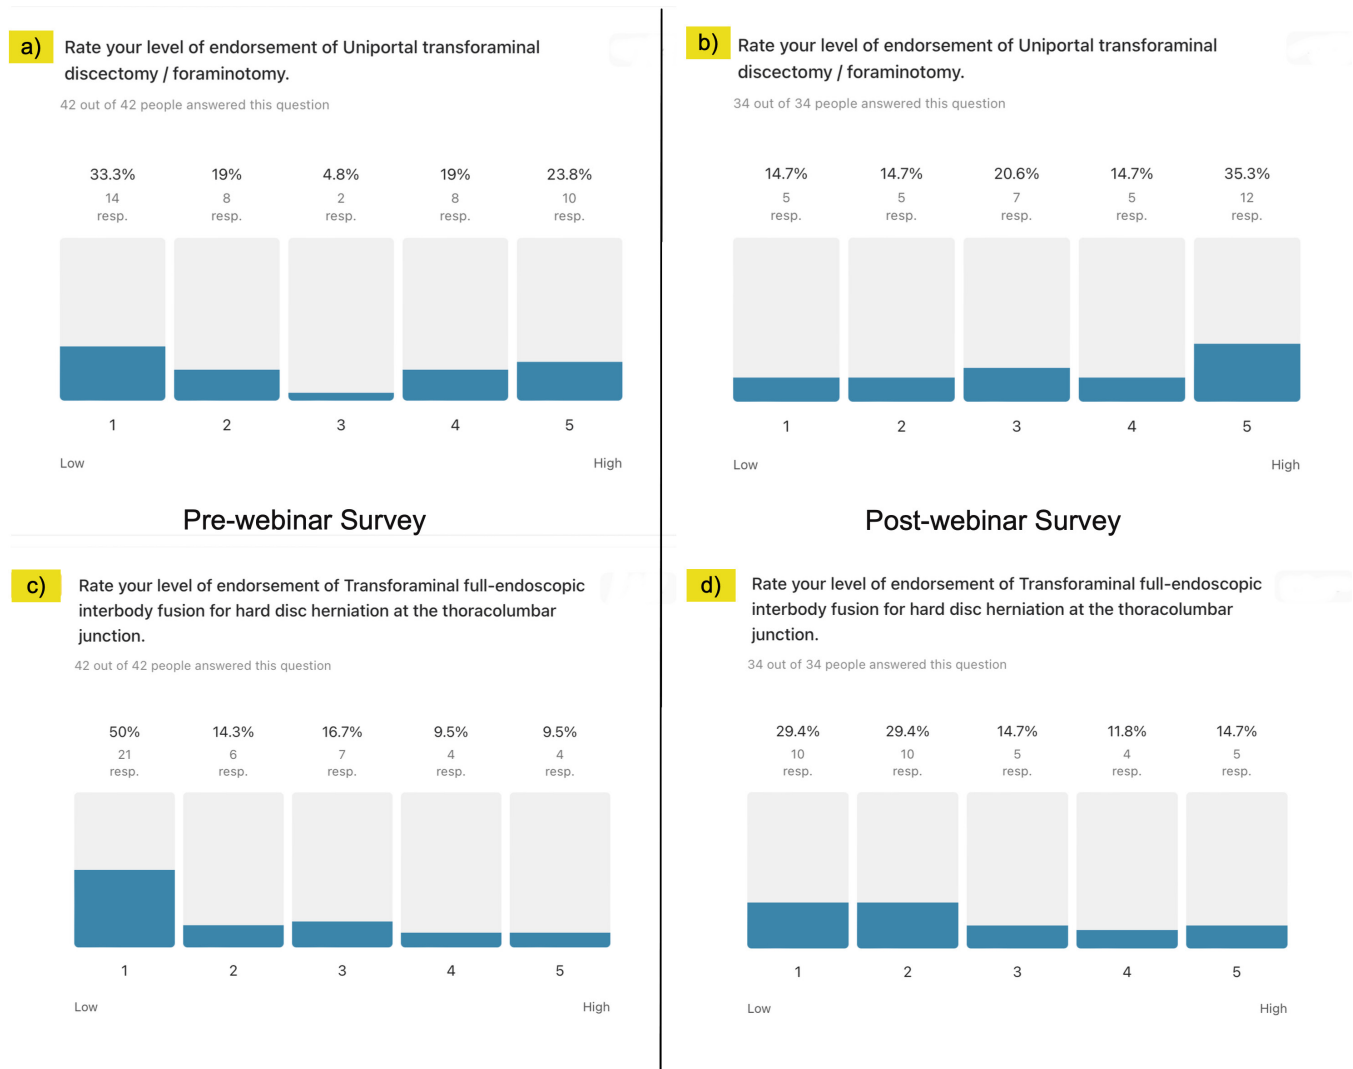 a)
Rate your level of endorsement of Uniportal transforaminal
discectomy / foraminotomy.
42 out of 42 people answered this question
33.3% 19% 4.8% 19% 23.8%
14 8 2 8 10
resp. resp. resp. resp. resp.
1 2 3 4 5
Low High
b)
Rate your level of endorsement of Uniportal transforaminal
discectomy / foraminotomy.
34 out of 34 people answered this question
14.7% 14.7% 20.6% 14.7% 35.3%
5 5 7 5 12
resp. resp. resp. resp. resp.
1 2 3 4 5
Low High
Pre-webinar Survey
Post-webinar Survey
c)
Rate your level of endorsement of Transforaminal full-endoscopic
interbody fusion for hard disc herniation at the thoracolumbar
junction.
42 out of 42 people answered this question
50% 14.3% 16.7% 9.5% 9.5%
21 6 7 4 4
resp. resp. resp. resp. resp.
1 2 3 4 5
Low High
d)
Rate your level of endorsement of Transforaminal full-endoscopic
interbody fusion for hard disc herniation at the thoracolumbar
junction.
34 out of 34 people answered this question
29.4% 29.4% 14.7% 11.8% 14.7%
10 10 5 4 5
resp. resp. resp. resp. resp.
1 2 3 4 5
Low High